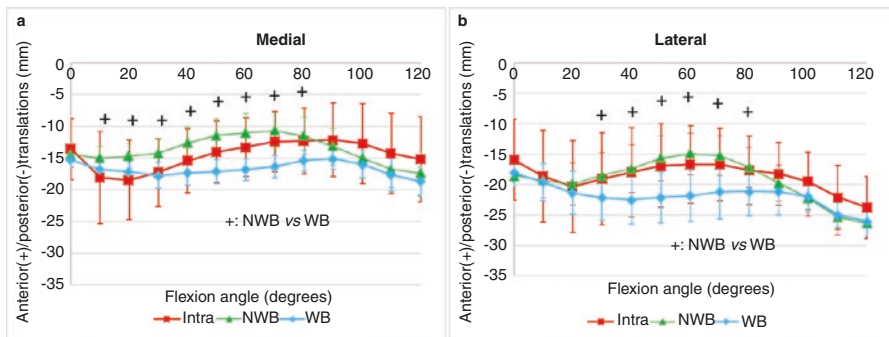 a
Medial
Anterior(+)/posterior(-)translations (mm)
0
-5
-10
-15
-20
-25
-30
-35
0 20 40 60 80 100 120
+ + + + + + + +
+: NWB vs WB
Flexion angle (degrees)
Intra NWB WB
b
Lateral
Anterior(+)/posterior(-)translations (mm)
0
-5
-10
-15
-20
-25
-30
-35
0 20 40 60 80 100 120
+ + + + + +
+: NWB vs WB
Flexion angle (degrees)
Intra NWB WB